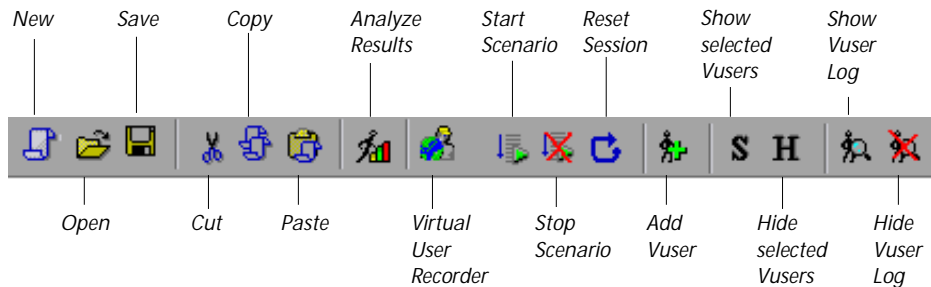 New
Save
Copy
Analyze
Results
Start
Scenario
Reset
Session
Show
selected
Vusers
Show
Vuser
Log
S
H
Open
Cut
Paste
Virtual
User
Recorder
Stop
Scenario
Add
Vuser
Hide
selected
Vusers
Hide
Vuser
Log